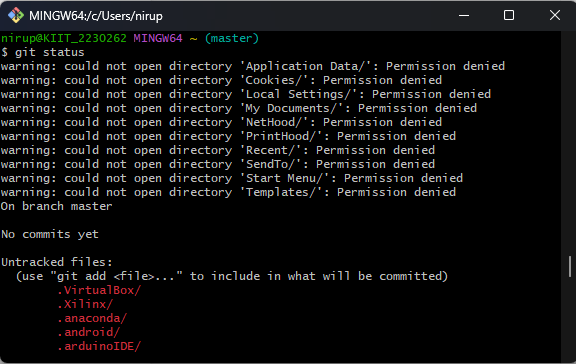 MINGW64:/c/Users/nirup
nirup@KIIT_2230262 MINGW64 ~ (master)
$ git status
warning: could not open directory 'Application Data/': Permission denied
warning: could not open directory 'Cookies/': Permission denied
warning: could not open directory 'Local Settings/': Permission denied
warning: could not open directory 'My Documents/': Permission denied
warning: could not open directory 'NetHood/': Permission denied
warning: could not open directory 'PrintHood/': Permission denied
warning: could not open directory 'Recent/': Permission denied
warning: could not open directory 'SendTo/': Permission denied
warning: could not open directory 'Start Menu/': Permission denied
warning: could not open directory 'Templates/': Permission denied
On branch master
No commits yet
Untracked files:
  (use "git add <file>..." to include in what will be committed)
        .VirtualBox/
        .Xilinx/
        .anaconda/
        .android/
        .arduinoIDE/